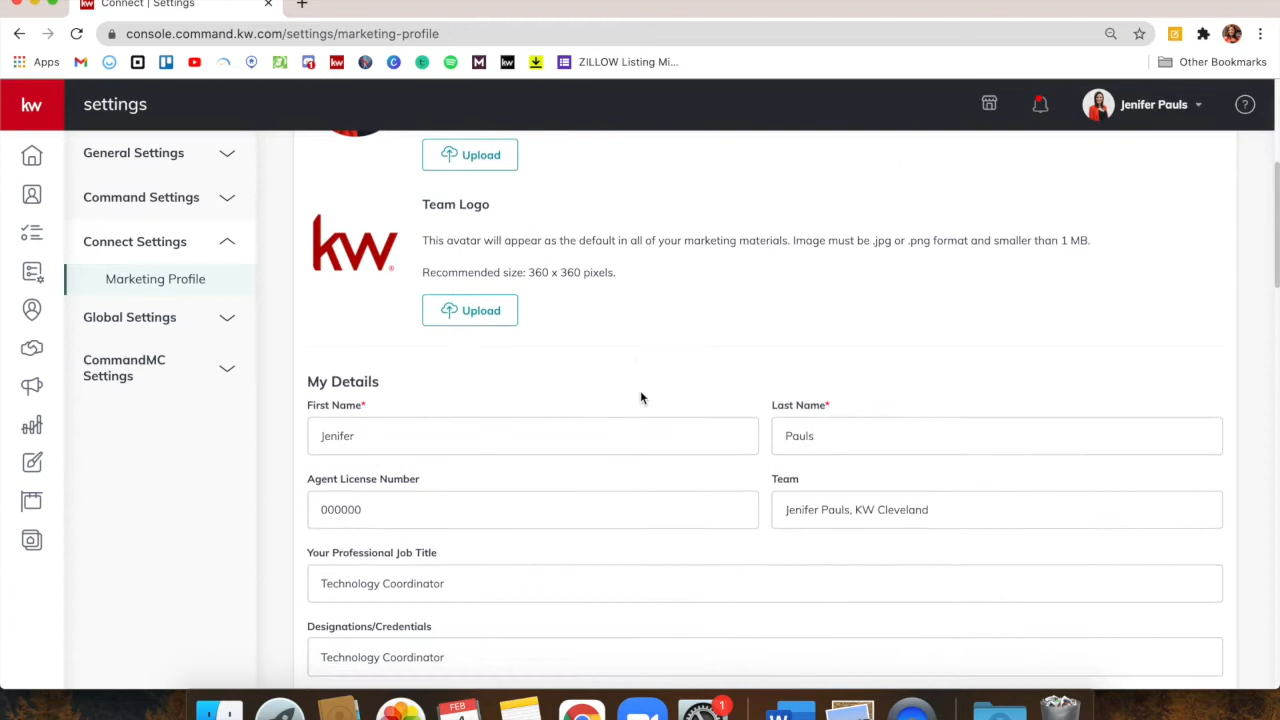 Connect | Settings
console.command.kw.com/settings/marketing-profile
Apps
ZILLOW Listing Mi...
Other Bookmarks
kw
settings
Jenifer Pauls
General Settings
Command Settings
Connect Settings
Marketing Profile
Global Settings
CommandMC
Settings
Upload
Team Logo
kw
This avatar will appear as the default in all of your marketing materials. Image must be .jpg or .png format and smaller than 1 MB.
Recommended size: 360 x 360 pixels.
Upload
My Details
First Name*
Last Name*
Jenifer
Pauls
Agent License Number
Team
000000
Jenifer Pauls, KW Cleveland
Your Professional Job Title
Technology Coordinator
Designations/Credentials
Technology Coordinator
FEB
1